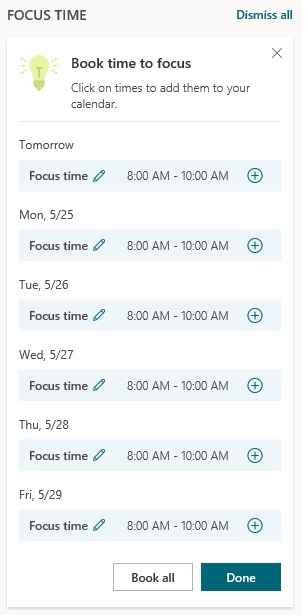 FOCUS TIME Dismiss all
Book time to focus
Click on times to add them to your
calendar.
Tomorrow
Focus time 8:00 AM - 10:00 AM
Mon, 5/25
Focus time 8:00 AM - 10:00 AM
Tue, 5/26
Focus time 8:00 AM - 10:00 AM
Wed, 5/27
Focus time 8:00 AM - 10:00 AM
Thu, 5/28
Focus time 8:00 AM - 10:00 AM
Fri, 5/29
Focus time 8:00 AM - 10:00 AM
Book all Done